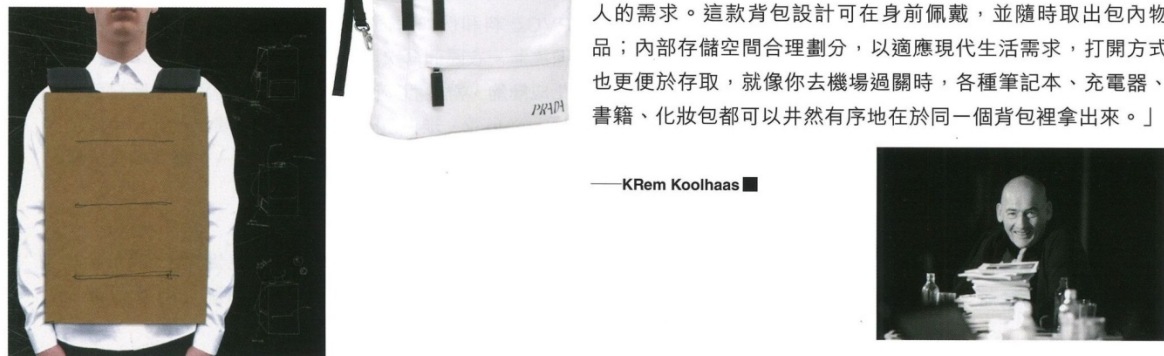 人的需求。這款背包設計可在身前佩戴，並隨時取出包內物
品；內部存儲空間合理劃分，以適應現代生活需求，打開方式
也更便於存取，就像你去機場過關時，各種筆記本、充電器、
書籍、化妝包都可以井然有序地在於同一個背包裡拿出來。」
PRADA
——KRem Koolhaas